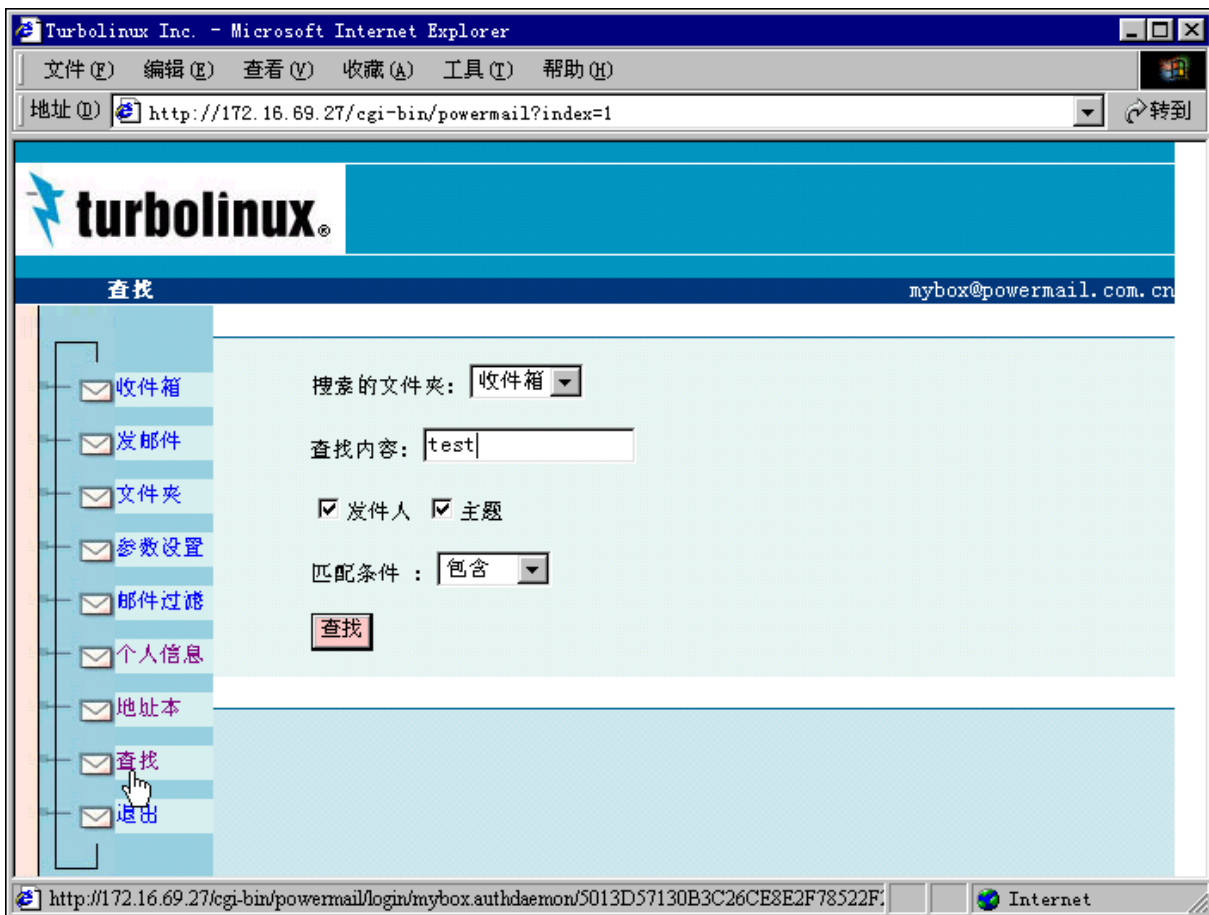 Turbolinux Inc. - Microsoft Internet Explorer
文件(F) 编辑(E) 查看(V) 收藏(A) 工具(T) 帮助(H)
地址(D) http://172.16.69.27/cgi-bin/powermail?index=1 转到
turbolinux®
查找 mybox@powermail.com.cn
收件箱
发邮件
文件夹
参数设置
邮件过滤
个人信息
地址本
查找
退出
搜索的文件夹: 收件箱
查找内容: test
发件人 主题
匹配条件 : 包含
查找
http://172.16.69.27/cgi-bin/powermail/login/mybox.authdaemon/5013D57130B3C26CE8E2F78522F Internet